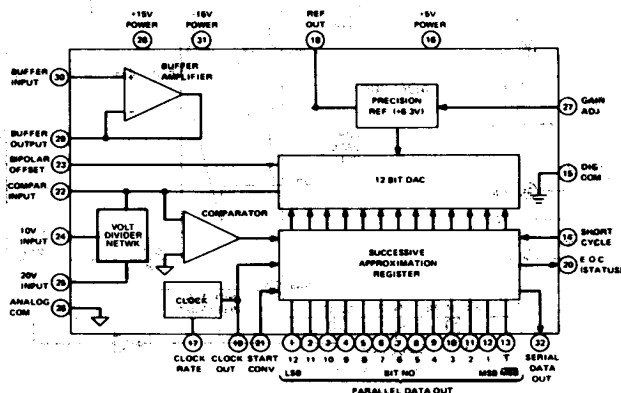 +15V POWER
28
-15V POWER
31
REF OUT
18
+5V POWER
16
BUFFER INPUT
30
BUFFER AMPLIFIER
+
-
PRECISION REF (+6.3V)
27
GAIN ADJ
BUFFER OUTPUT
29
BIPOLAR OFFSET
23
12 BIT DAC
15
DIG COM
COMPAR INPUT
22
COMPARATOR
10V INPUT
24
VOLT DIVIDER NETWK
SUCCESSIVE APPROXIMATION REGISTER
14
SHORT CYCLE
20
E O C (STATUS)
20V INPUT
25
ANALOG COM
26
CLOCK
17
19
21
1 2 3 4 5 6 7 8 9 10 11 12 13
32
CLOCK RATE
CLOCK OUT
START CONV
12 11 10 9 8 7 6 5 4 3 2 1
SERIAL DATA OUT
LSB
BIT NO
MSB MSB
PARALLEL DATA OUT